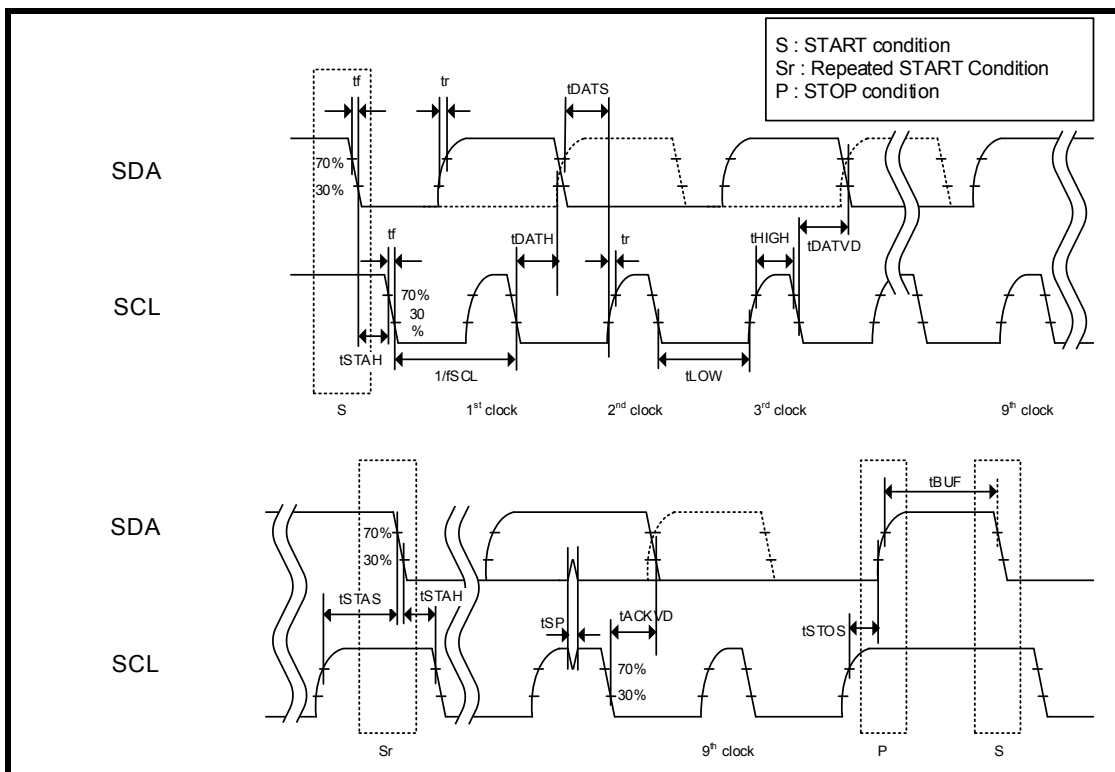 S : START condition
Sr : Repeated START Condition
P : STOP condition
tf
tr
tDATS
SDA
70%
30%
tf
tDATH
tr
tHIGH
tDATVD
SCL
70%
30
%
tSTAH
1/fSCL
tLOW
S
1st clock
2nd clock
3rd clock
9th clock
tBUF
SDA
70%
30%
tSTAS
tSTAH
tSP
tACKVD
tSTOS
SCL
70%
30%
Sr
9th clock
P
S